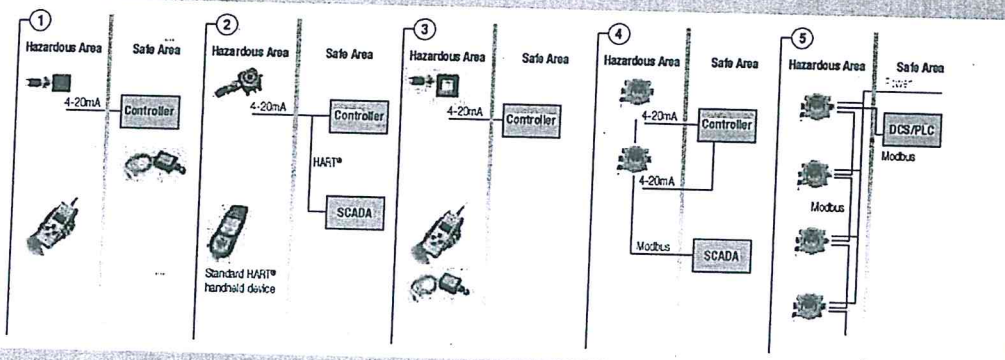 1
Hazardous Area
Safe Area
4-20mA
Controller
2
Hazardous Area
Safe Area
4-20mA
Controller
HART®
SCADA
Standard HART®
handheld device
3
Hazardous Area
Safe Area
4-20mA
Controller
4
Hazardous Area
Safe Area
4-20mA
Controller
4-20mA
Modbus
SCADA
5
Hazardous Area
Safe Area
Power
DCS/PLC
Modbus
Modbus